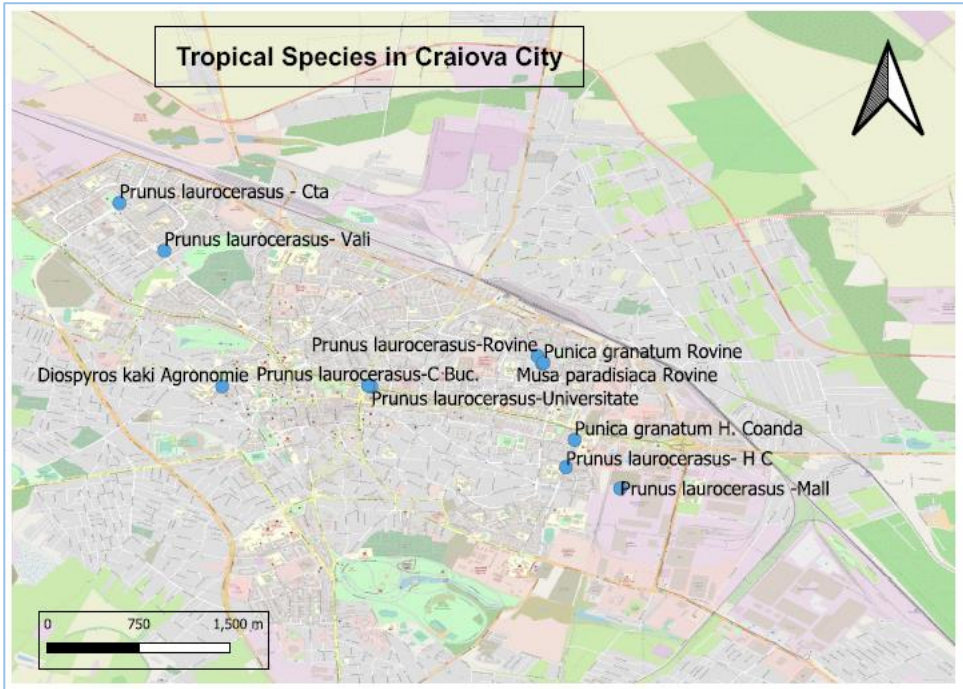 Tropical Species in Craiova City
Prunus laurocerasus - Cta
Prunus laurocerasus- Vali
Prunus laurocerasus-Rovine
Punica granatum Rovine
Diospyros kaki Agronomie
Prunus laurocerasus-C Buc.
Musa paradisiaca Rovine
Prunus laurocerasus-Universitate
Punica granatum H. Coanda
Prunus laurocerasus- H C
Prunus laurocerasus -Mall
0 750 1,500 m